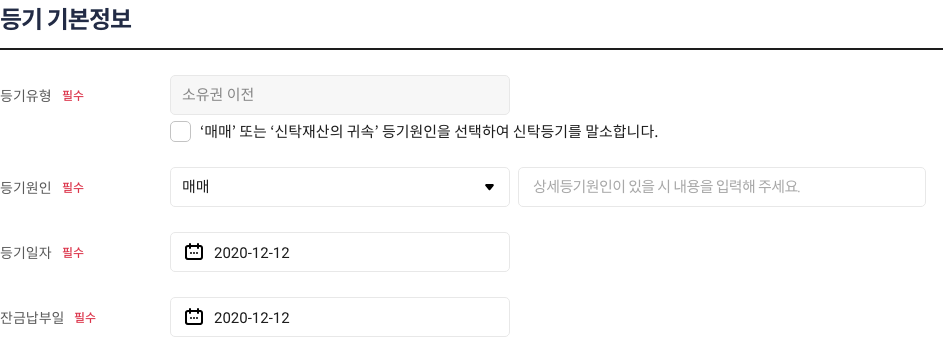 등기 기본정보
등기유형 필수 소유권 이전
‘매매’ 또는 ‘신탁재산의 귀속’ 등기원인을 선택하여 신탁등기를 말소합니다.
등기원인 필수 매매 상세등기원인이 있을 시 내용을 입력해 주세요.
등기일자 필수 2020-12-12
잔금납부일 필수 2020-12-12